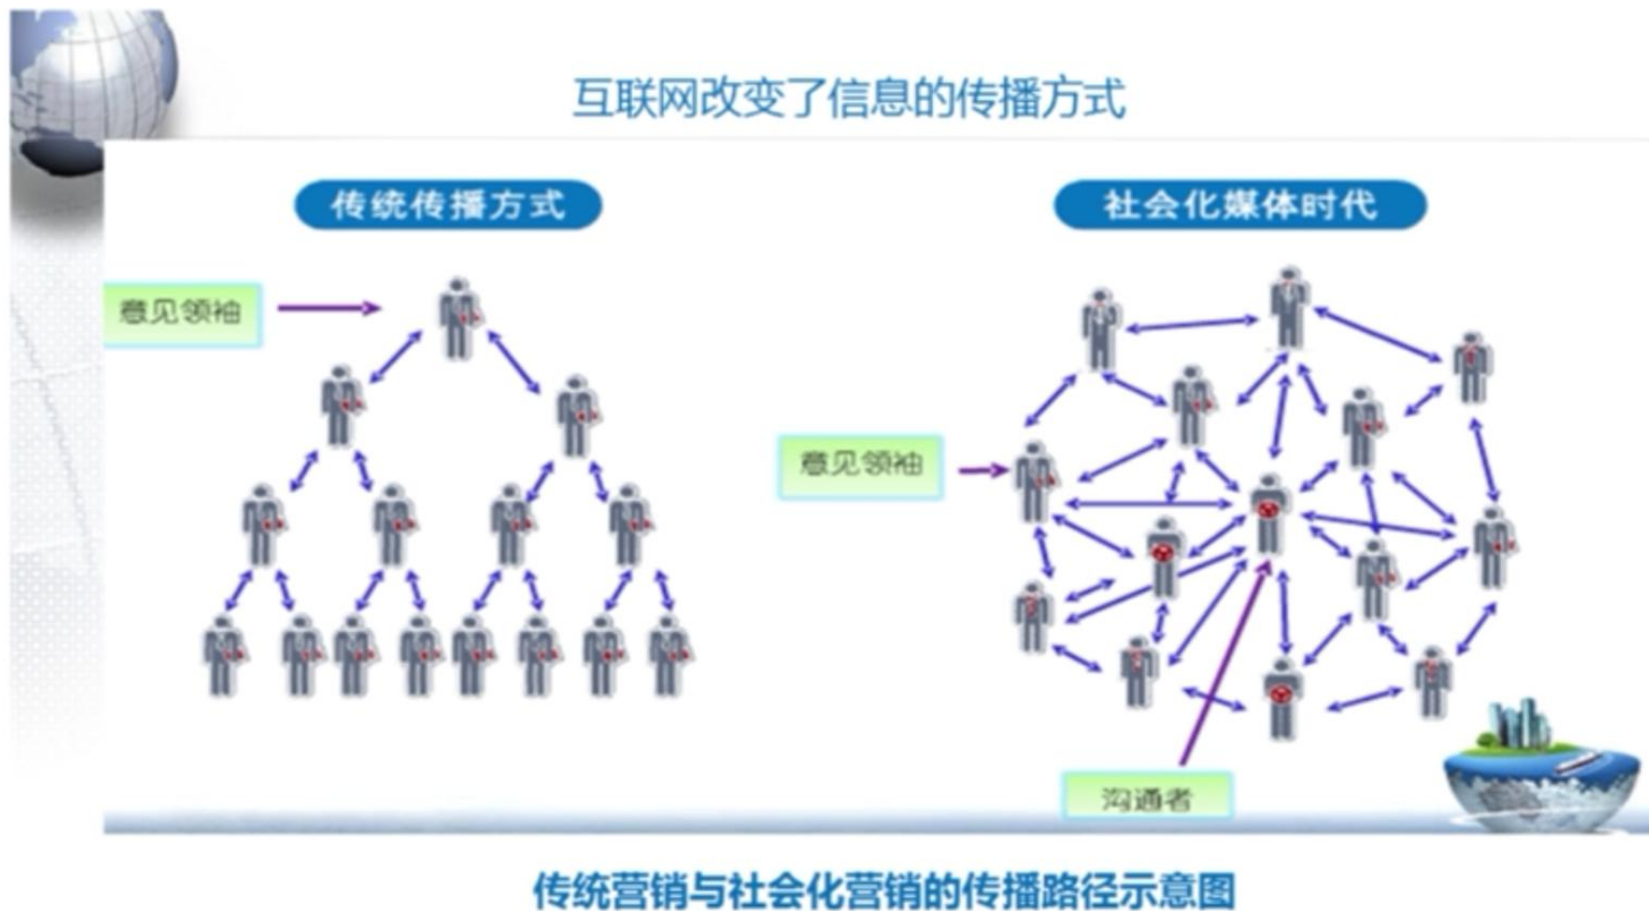 互联网改变了信息的传播方式
传统传播方式
社会化媒体时代
意见领袖
意见领袖
沟通者
传统营销与社会化营销的传播路径示意图